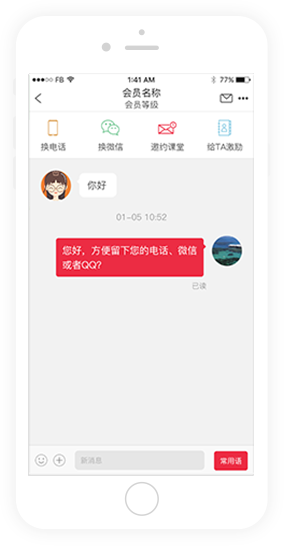 FB
1:41 AM
77%
会员名称
会员等级
换电话
换微信
邀约课堂
给TA激励
你好
01-05 10:52
您好，方便留下您的电话、微信
或者QQ？
已读
新消息
常用语